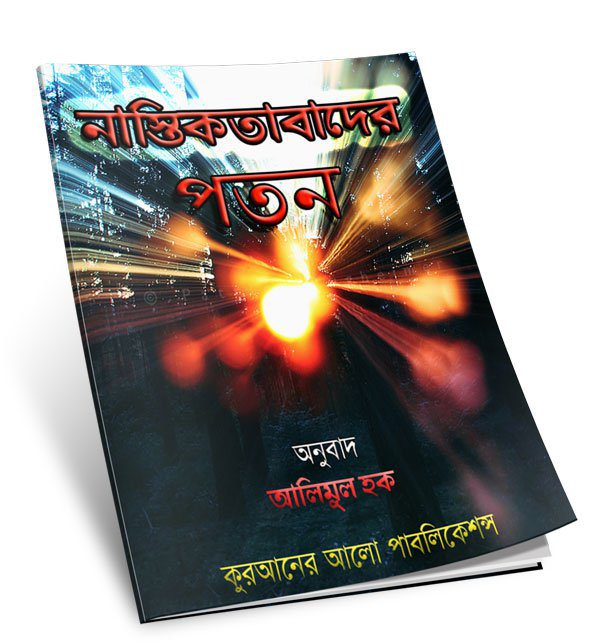 নাস্তিকতাবাদের
পতন
অনুবাদ
আলিমুল হক
কুরআনের আলো পাবলিকেশন্স